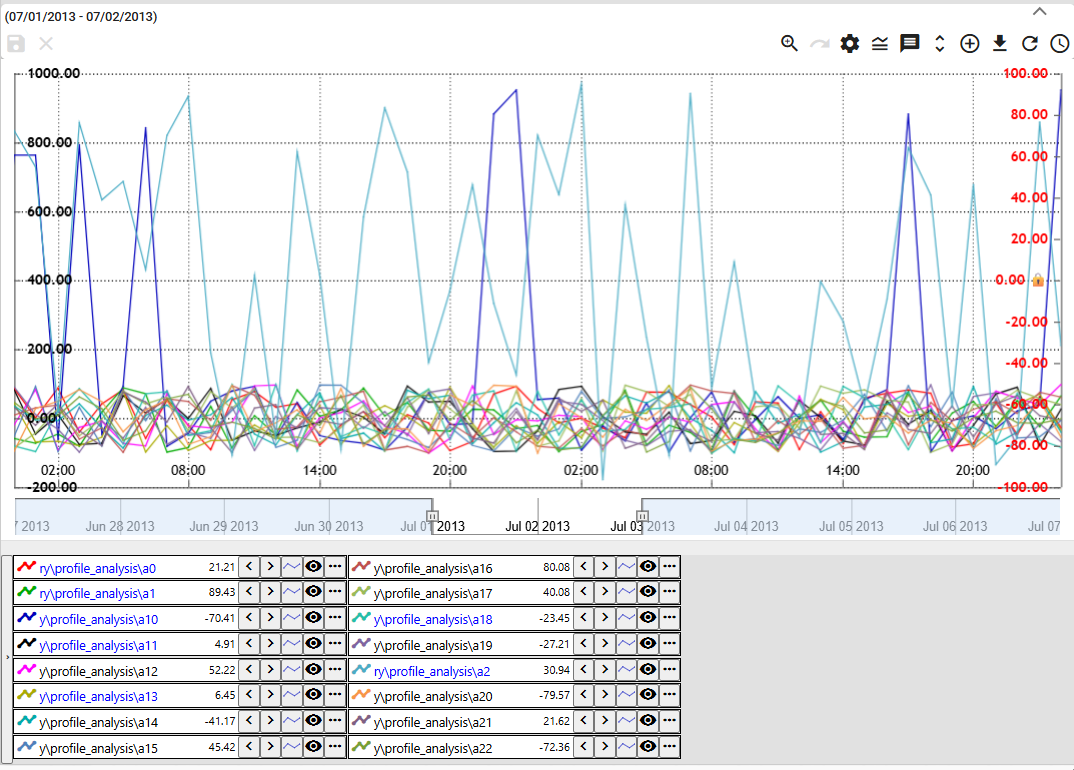 (07/01/2013 - 07/02/2013)
1000.00 100.00
80.00
800.00
60.00
600.00 40.00
20.00
400.00 0.00
-20.00
200.00 -40.00
-60.00
0.00
-80.00
02:00 08:00 14:00 20:00 02:00 08:00 14:00 20:00
-200.00 -100.00
7 2013 Jun 28 2013 Jun 29 2013 Jun 30 2013 Jul 01 2013 Jul 02 2013 Jul 03 2013 Jul 04 2013 Jul 05 2013 Jul 06 2013 Jul 07
ry\profile_analysis\a0 21.21 ry\profile_analysis\a16 80.08
ry\profile_analysis\a1 89.43 y\profile_analysis\a17 40.08
y\profile_analysis\a10 -70.41 y\profile_analysis\a18 -23.45
y\profile_analysis\a11 4.91 y\profile_analysis\a19 -27.21
y\profile_analysis\a12 52.22 ry\profile_analysis\a2 30.94
y\profile_analysis\a13 6.45 y\profile_analysis\a20 -79.57
y\profile_analysis\a14 -41.17 y\profile_analysis\a21 21.62
y\profile_analysis\a15 45.42 y\profile_analysis\a22 -72.36